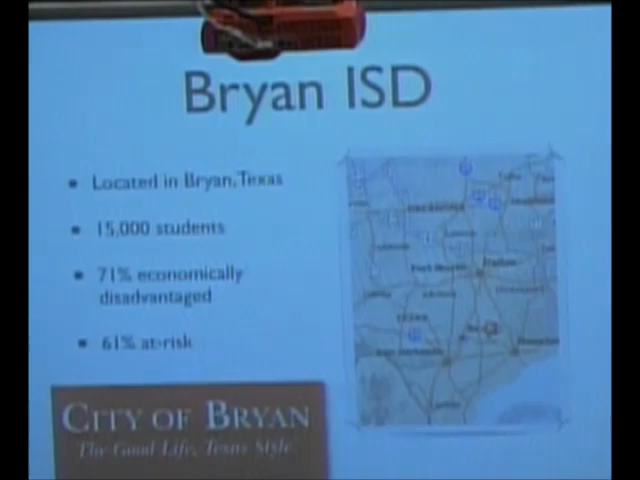 Bryan ISD
Located in Bryan, Texas
15,000 students
71% economically
disadvantaged
61% at-risk
CITY OF BRYAN
The Good Life, Texas Style